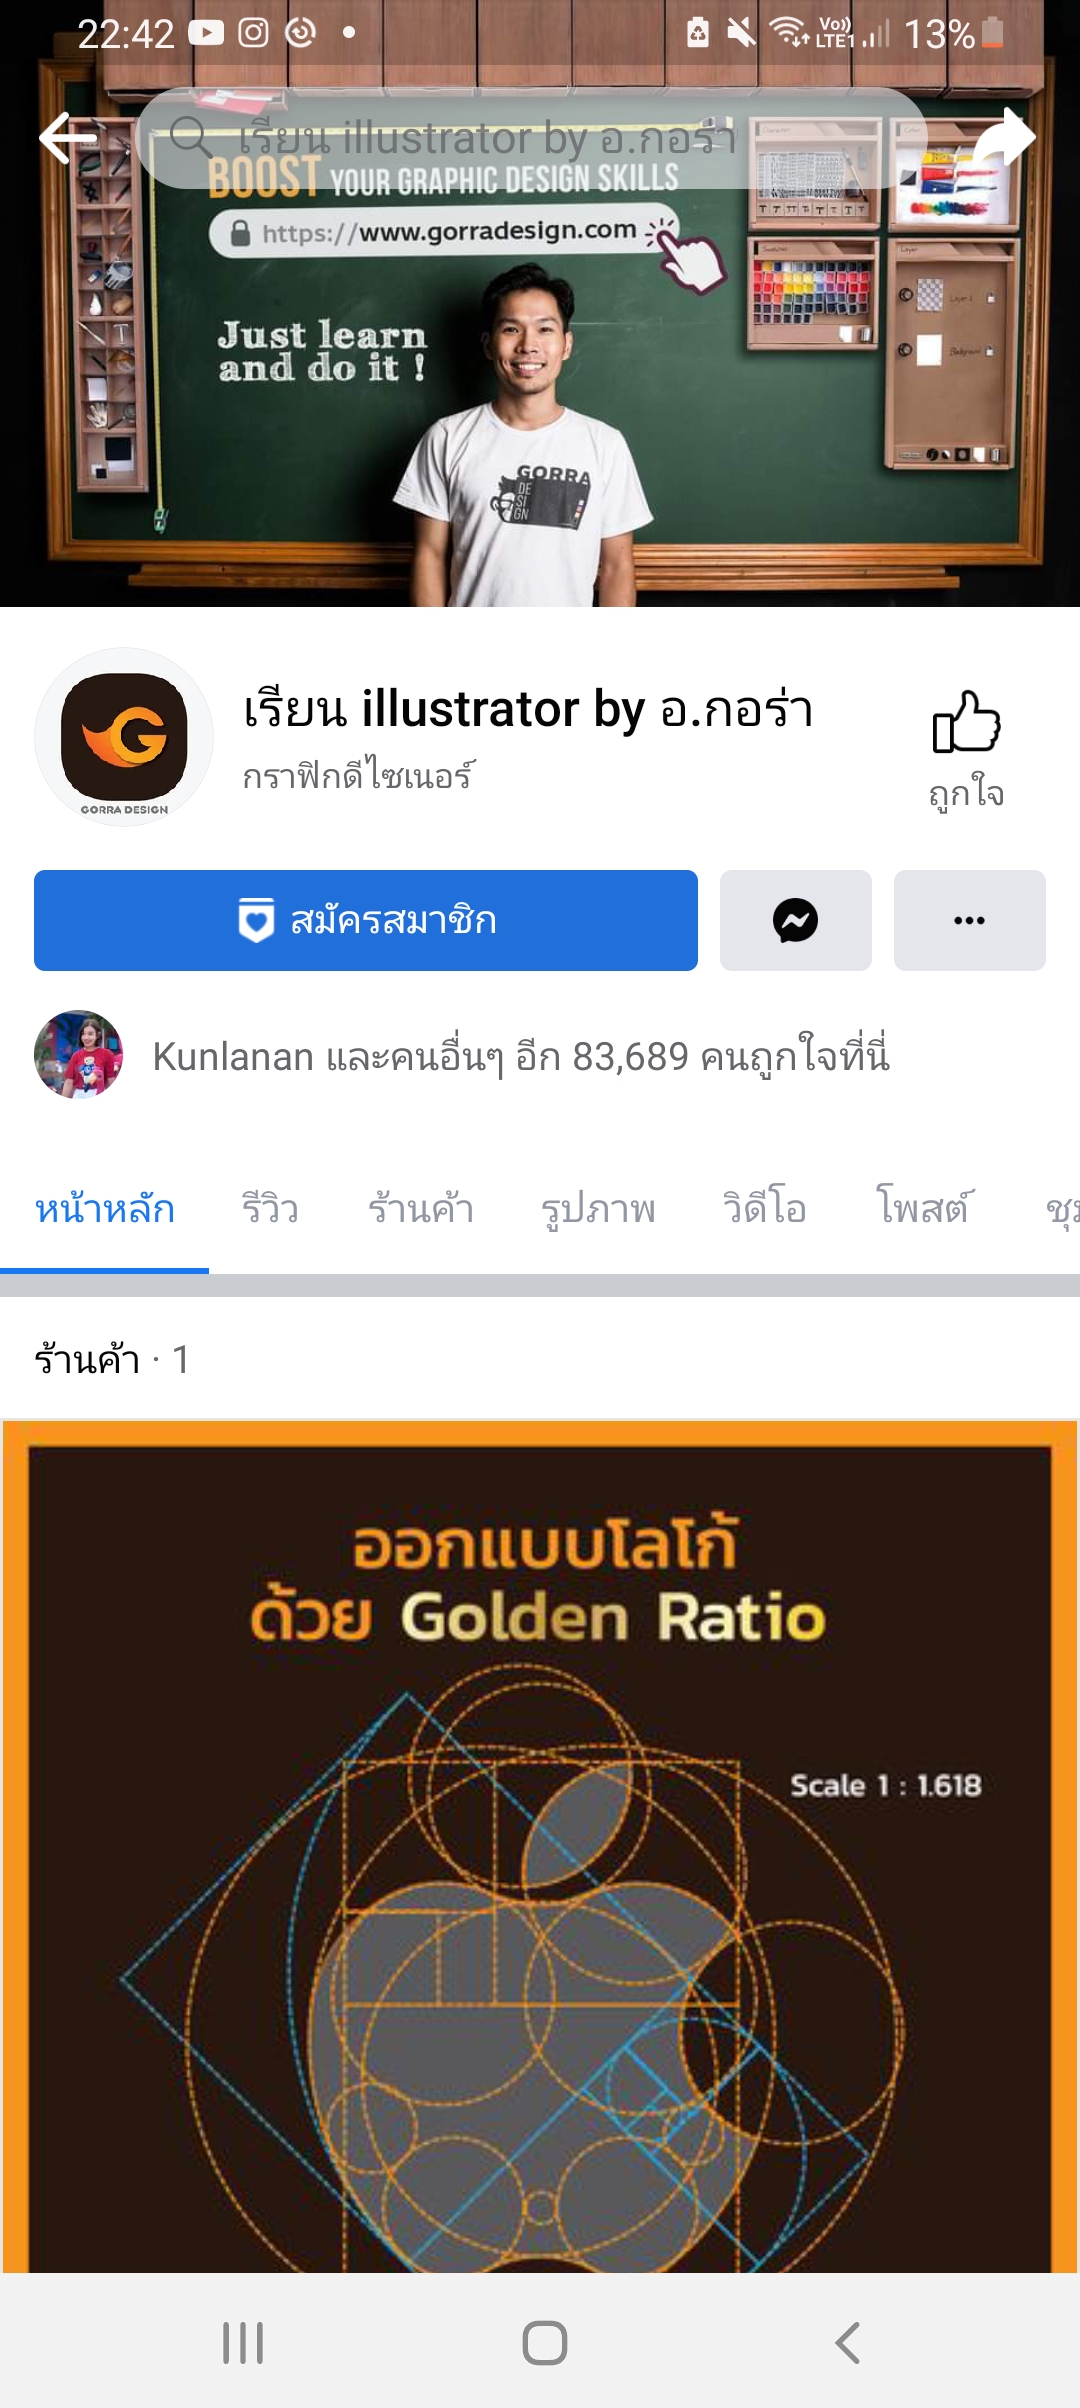 22:42
Vo))
LTE1
13%
เรียน illustrator by อ.กอร่า
BOOST YOUR GRAPHIC DESIGN SKILLS
https://www.gorradesign.com
Just learn
and do it !
GORRA
DE
SI
GN
Layer 1
Background
เรียน illustrator by อ.กอร่า
กราฟิกดีไซเนอร์
ถูกใจ
GORRA DESIGN
สมัครสมาชิก
Kunlanan และคนอื่นๆ อีก 83,689 คนถูกใจที่นี่
หน้าหลัก รีวิว ร้านค้า รูปภาพ วิดีโอ โพสต์
ร้านค้า · 1
ออกแบบโลโก้
ด้วย Golden Ratio
Scale 1 : 1.618